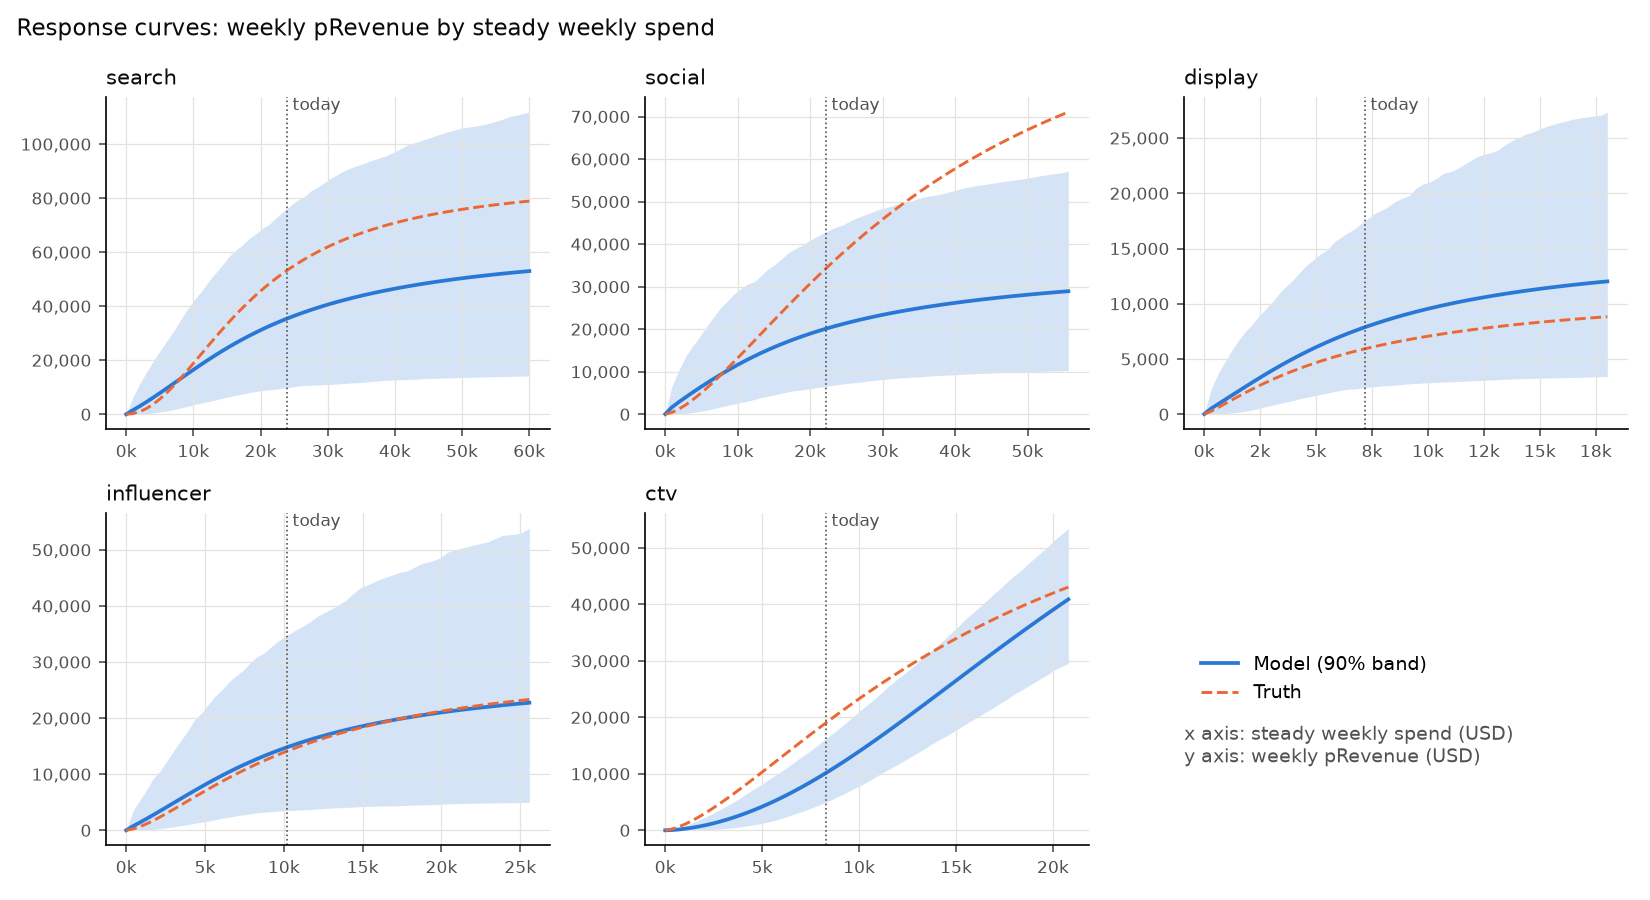 Response curves: weekly pRevenue by steady weekly spend
search
today
100,000
80,000
60,000
40,000
20,000
0
0k 10k 20k 30k 40k 50k 60k
social
today
70,000
60,000
50,000
40,000
30,000
20,000
10,000
0
0k 10k 20k 30k 40k 50k
display
today
25,000
20,000
15,000
10,000
5,000
0
0k 2k 5k 8k 10k 12k 15k 18k
influencer
today
50,000
40,000
30,000
20,000
10,000
0
0k 5k 10k 15k 20k 25k
ctv
today
50,000
40,000
30,000
20,000
10,000
0
0k 5k 10k 15k 20k
Model (90% band)
Truth
x axis: steady weekly spend (USD)
y axis: weekly pRevenue (USD)